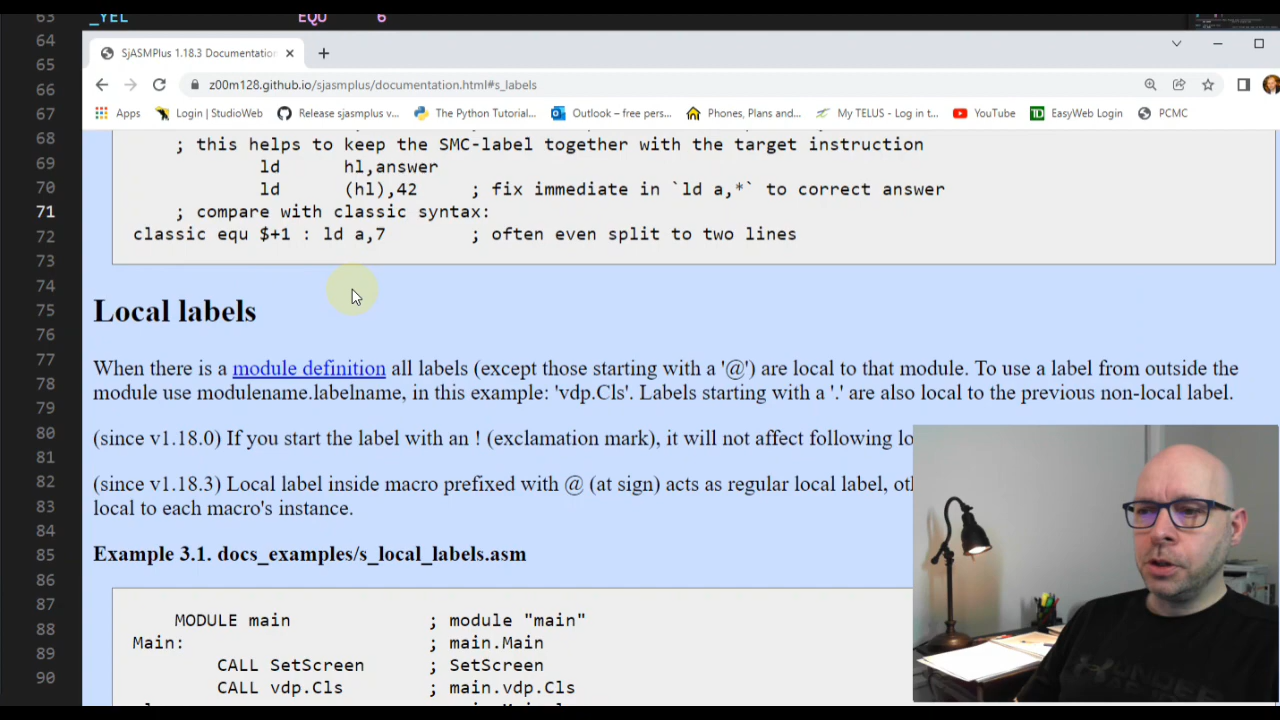 63 _YEL EQU 6
64
65
66
67
68
69
70
71
72
73
74
75
76
77
78
79
80
81
82
83
84
85
86
87
88
89
90
SjASMPlus 1.18.3 Documentation
z00m128.github.io/sjasmplus/documentation.html#s_labels
Apps Login | StudioWeb Release sjasmplus v... The Python Tutorial... Outlook – free pers... Phones, Plans and... My TELUS - Log in t... YouTube EasyWeb Login PCMC
; this helps to keep the SMC-label together with the target instruction
ld hl,answer
ld (hl),42 ; fix immediate in `ld a,*` to correct answer
; compare with classic syntax:
classic equ $+1 : ld a,7 ; often even split to two lines
Local labels
When there is a module definition all labels (except those starting with a '@') are local to that module. To use a label from outside the
module use modulename.labelname, in this example: 'vdp.Cls'. Labels starting with a '.' are also local to the previous non-local label.
(since v1.18.0) If you start the label with an ! (exclamation mark), it will not affect following
(since v1.18.3) Local label inside macro prefixed with @ (at sign) acts as regular local label,
local to each macro's instance.
Example 3.1. docs_examples/s_local_labels.asm
MODULE main ; module "main"
Main: ; main.Main
CALL SetScreen ; SetScreen
CALL vdp.Cls ; main.vdp.Cls